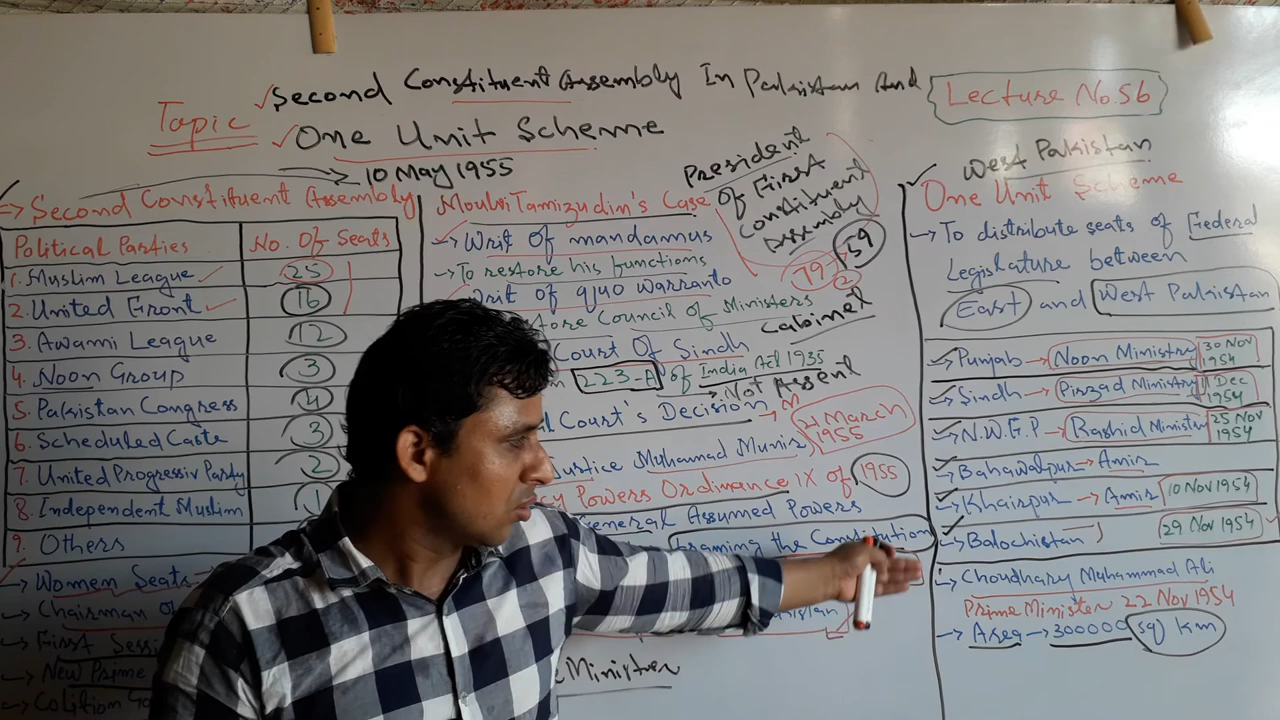 Topic
Second Constituent Assembly In Pakistan And
One Unit Scheme
Lecture No.56
10 May 1955
Second Constituent Assembly
Political Parties No. Of Seats
1. Muslim League 25
2. United Front 16
3. Awami League 12
4. Noon Group 3
5. Pakistan Congress 4
6. Scheduled Caste 3
7. United Progressiv Party 2
8. Independent Muslim 1
9. Others
Women Seats
Chairman of
First Sessi
New Prime
Colition Go
Moulvi Tamizudin's Case
President
of First
Constituent
Assembly
Writ of mandamus
To restore his functions
Writ of quo warranto
store Council of Ministers
Cabinet
79
2
59
Court Of Sindh
223-A of India Act 1935
Not Assent
Court's Decision
21 March
1955
Justice Muhammad Munir
cy Powers Ordinance IX of 1955
General Assumed Powers
Framing the Constitution
Minister
West Pakistan
One Unit Scheme
To distribute seats of Federal
Legislature between
East and West Pakistan
Punjab Noon Ministry 30 Nov 1954
Sindh Pirzad Ministry 11 Dec 1954
N.W.F.P Rashid Minister 25 Nov 1954
Bahawalpur Amir
Khairpur Amir 10 Nov 1954
Balochistan 29 Nov 1954
Choudhary Muhammad Ali
Prime Minister 22 Nov 1954
Area 300000 sq km